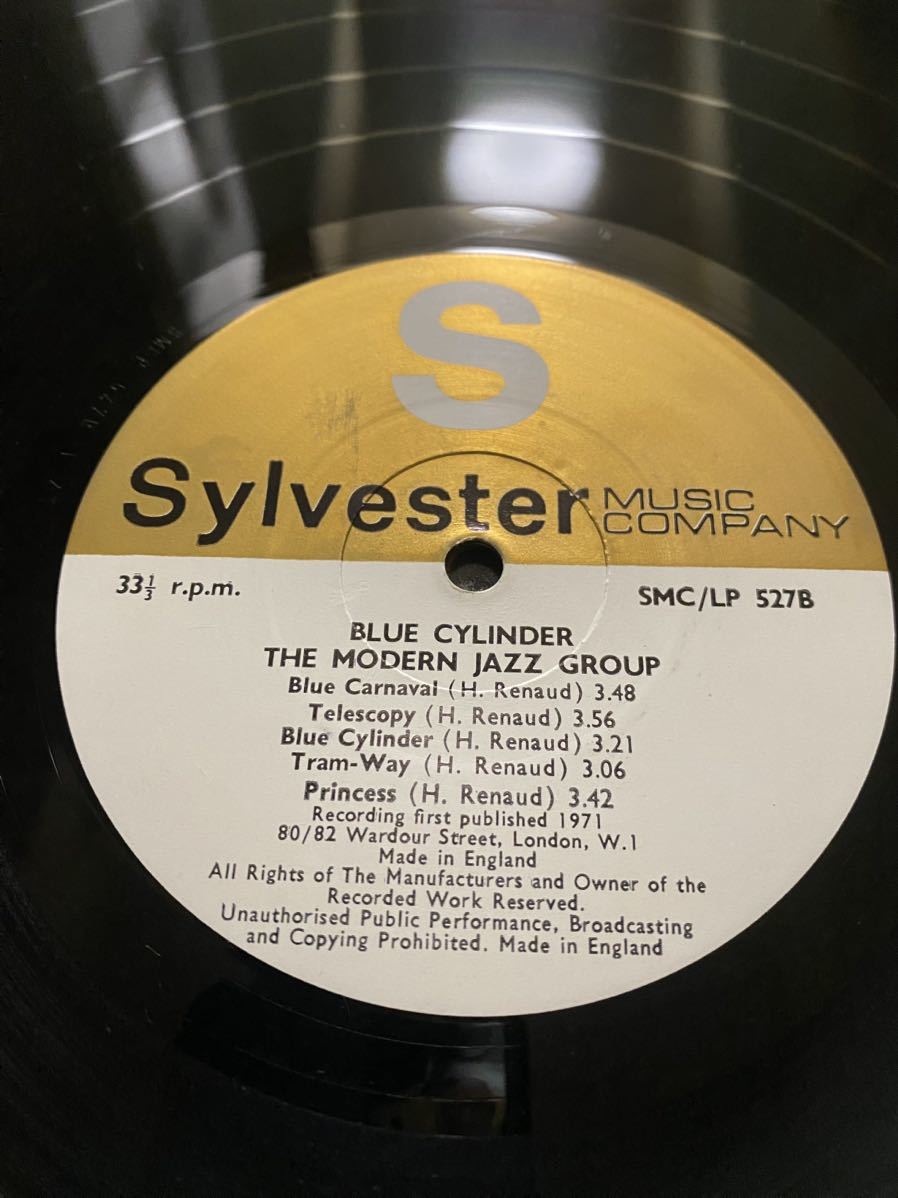 S
Sylvester MUSIC COMPANY
33⅓ r.p.m.
SMC/LP 527B
BLUE CYLINDER
THE MODERN JAZZ GROUP
Blue Carnaval (H. Renaud) 3.48
Telescopy (H. Renaud) 3.56
Blue Cylinder (H. Renaud) 3.21
Tram-Way (H. Renaud) 3.06
Princess (H. Renaud) 3.42
Recording first published 1971
80/82 Wardour Street, London, W.1
Made in England
All Rights of The Manufacturers and Owner of the
Recorded Work Reserved.
Unauthorised Public Performance, Broadcasting
and Copying Prohibited. Made in England